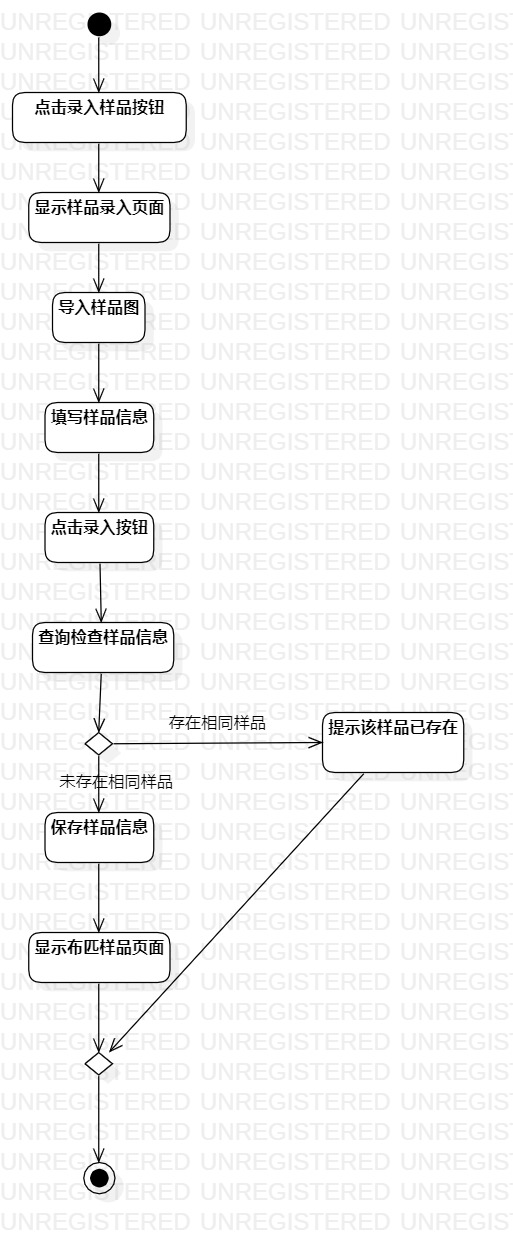 点击录入样品按钮
显示样品录入页面
导入样品图
填写样品信息
点击录入按钮
查询检查样品信息
存在相同样品
提示该样品已存在
未存在相同样品
保存样品信息
显示布匹样品页面